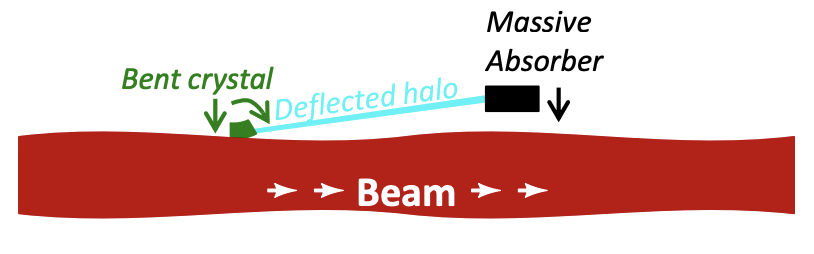 Massive
Absorber
Bent crystal
Deflected halo
Beam